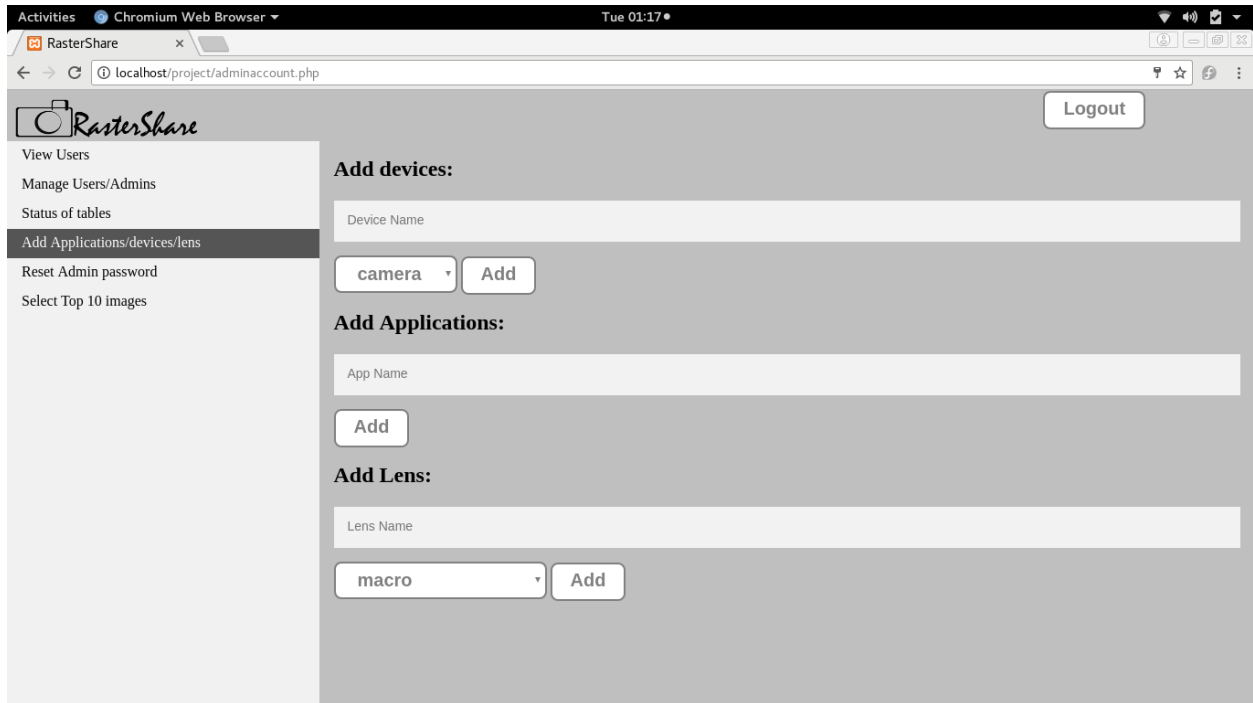 Activities Chromium Web Browser Tue 01:17
RasterShare
localhost/project/adminaccount.php
RasterShare
Logout
View Users
Manage Users/Admins
Status of tables
Add Applications/devices/lens
Reset Admin password
Select Top 10 images
Add devices:
Device Name
camera Add
Add Applications:
App Name
Add
Add Lens:
Lens Name
macro Add